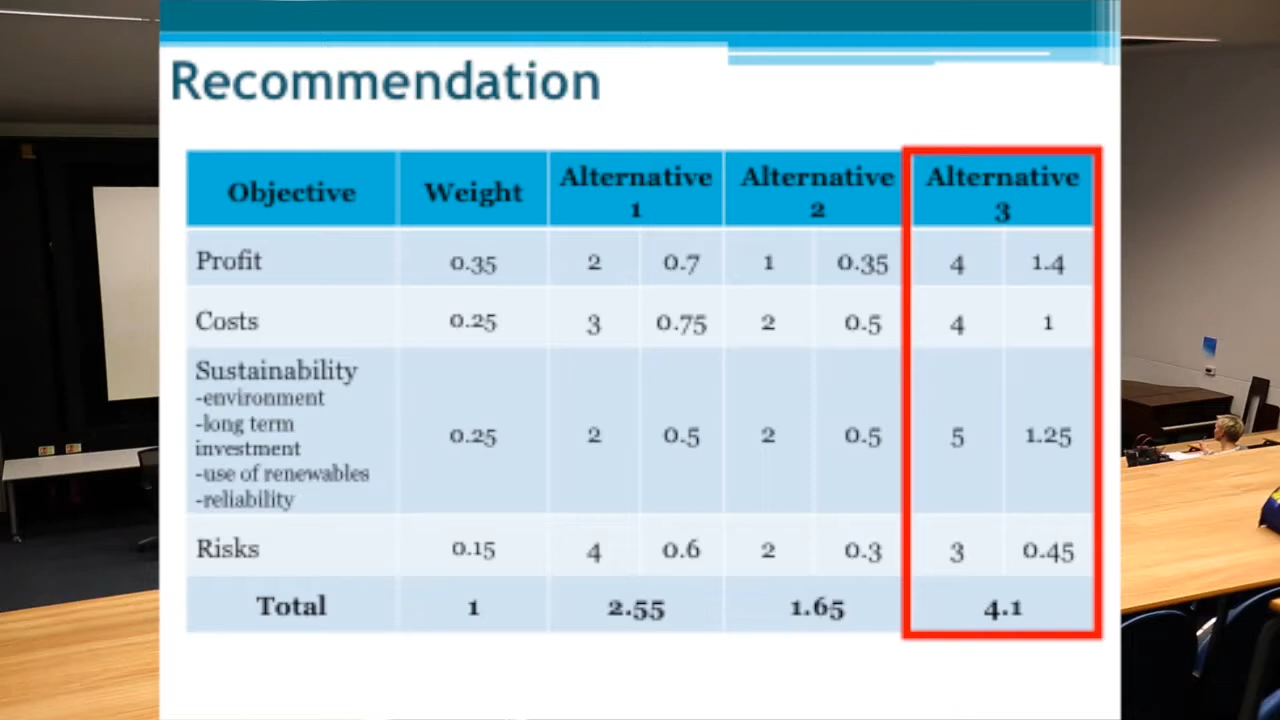 Recommendation
Objective Weight Alternative 1 Alternative 2 Alternative 3
Profit 0.35 2 0.7 1 0.35 4 1.4
Costs 0.25 3 0.75 2 0.5 4 1
Sustainability
-environment
-long term
investment
-use of renewables
-reliability
0.25 2 0.5 2 0.5 5 1.25
Risks 0.15 4 0.6 2 0.3 3 0.45
Total 1 2.55 1.65 4.1